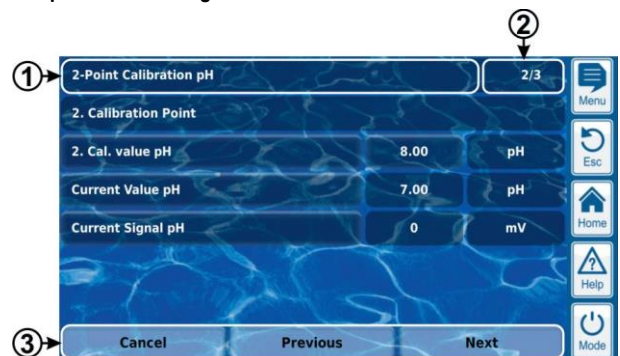 2
1 2-Point Calibration pH 2/3
Menu
2. Calibration Point
2. Cal. value pH 8.00 pH
Esc
Current Value pH 7.00 pH
Home
Current Signal pH 0 mV
? Help
3 Cancel Previous Next
Mode